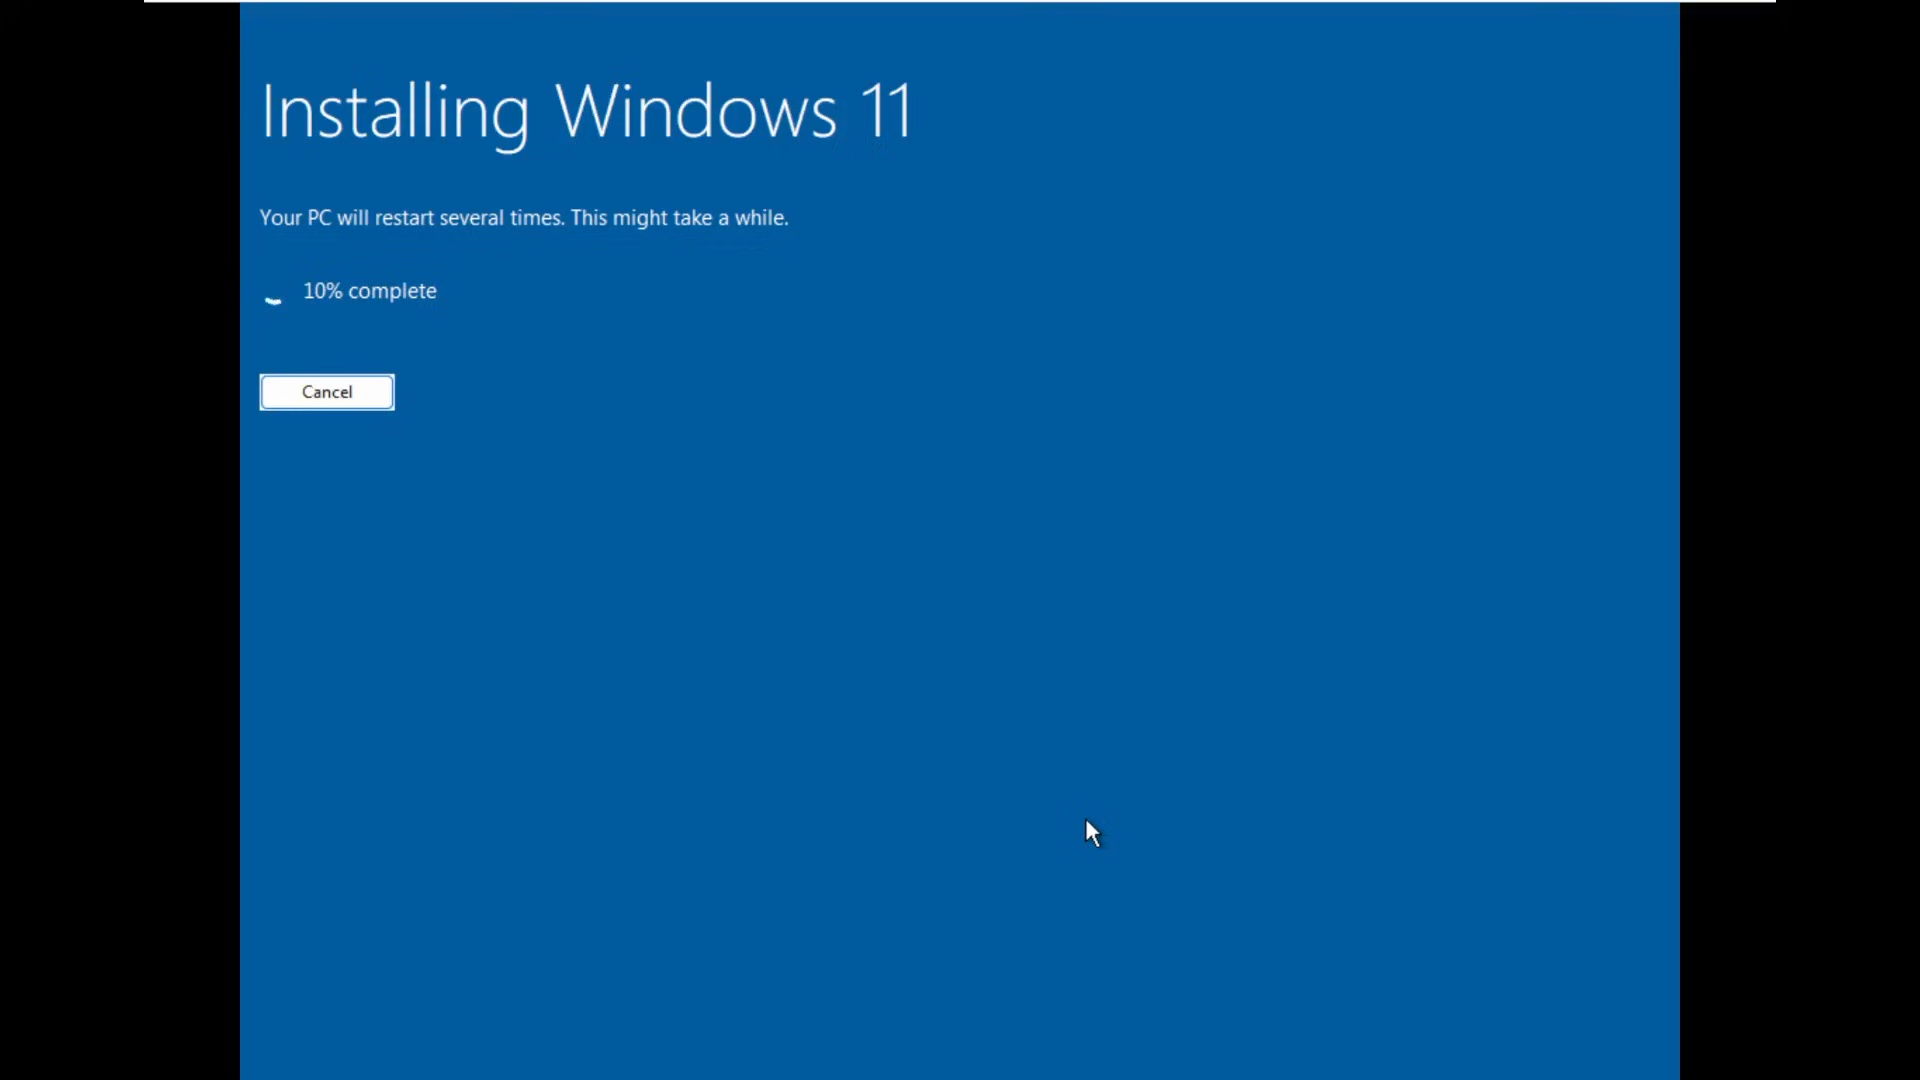 Installing Windows 11
Your PC will restart several times. This might take a while.
10% complete
Cancel